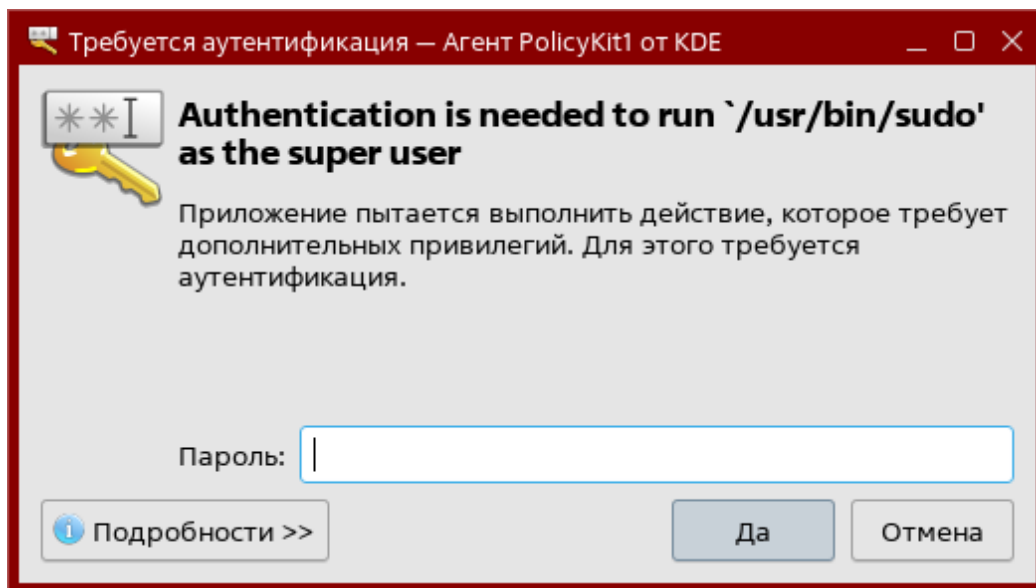 Требуется аутентификация — Агент PolicyKit1 от KDE
Authentication is needed to run `/usr/bin/sudo'
as the super user
Приложение пытается выполнить действие, которое требует
дополнительных привилегий. Для этого требуется
аутентификация.
Пароль:
Подробности >>
Да
Отмена